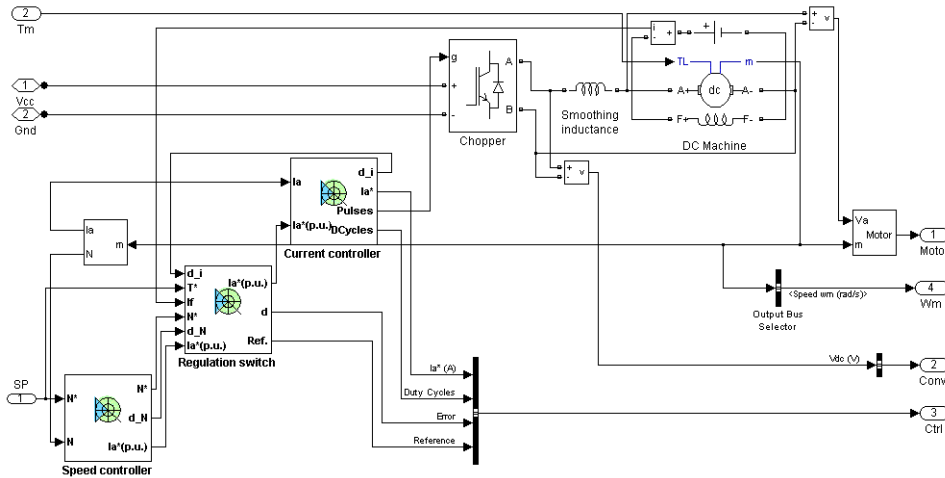 2
Tm
1
Vcc
2
Gnd
g
+
-
A
B
Chopper
Smoothing
inductance
i
+
-
+
-
TL
m
A+
dc
A-
F+
F-
DC Machine
+
-
v
+
-
v
Va
m
Motor
1
Motor
<Speed wm (rad/s)>
Output Bus
Selector
4
Wm
Ia
N
m
Ia
Ia*(p.u.)
d_i
Ia*
Pulses
DCycles
Current controller
d_i
T*
If
N*
d_N
Ia*(p.u.)
Ia*(p.u.)
d
Ref.
Regulation switch
SP
1
N*
N
N*
d_N
Ia*(p.u.)
Speed controller
Ia* (A)
Duty Cycles
Error
Reference
Vdc (V)
2
Conv
3
Ctrl